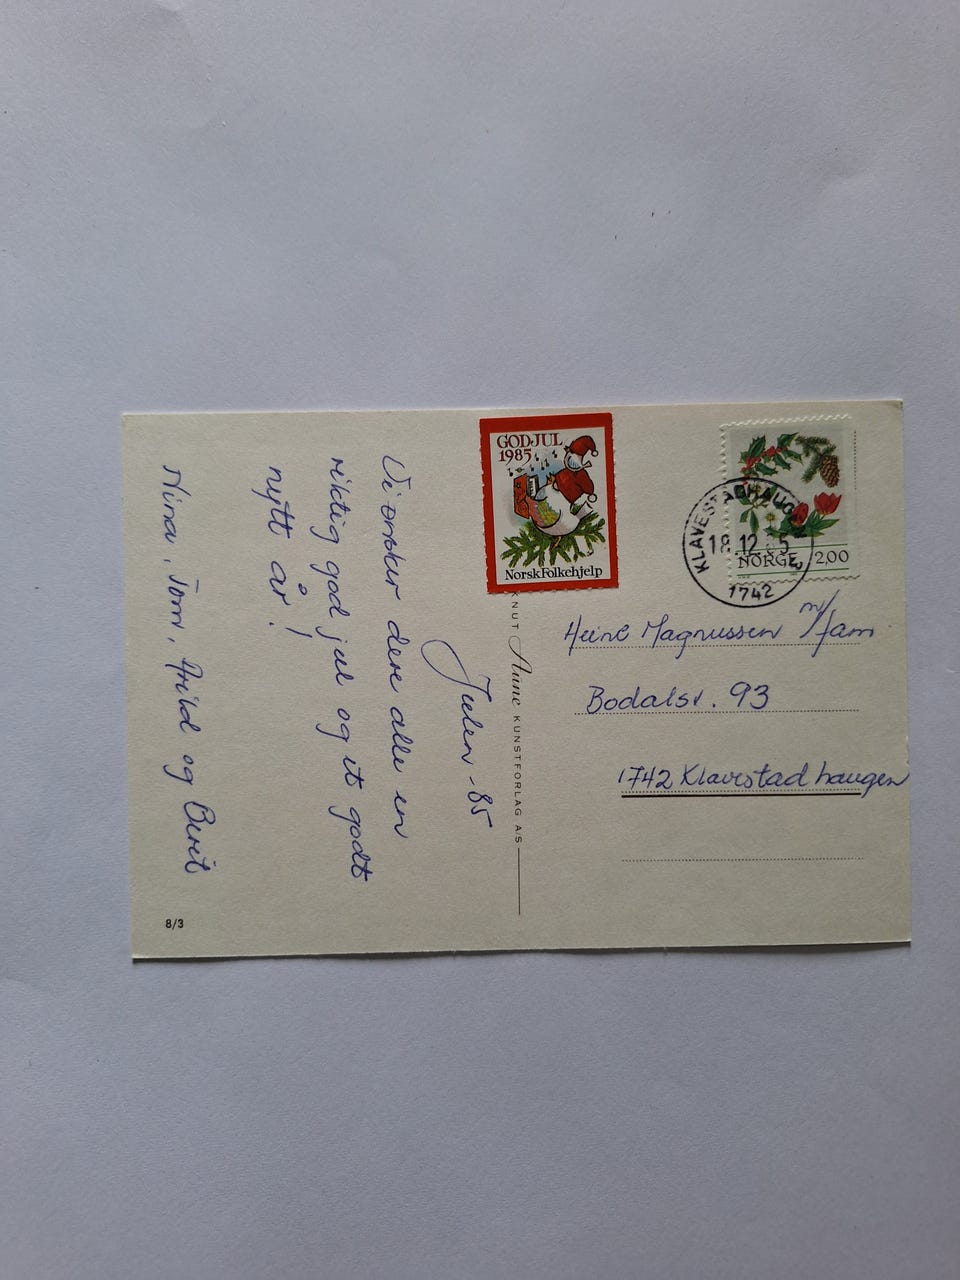 Julen - 85
Vi ønsker dere alle en
riktig god jul og et godt
nytt år!
Nina, Tom, Arild og Berit
8/3
GOD JUL
1985
Norsk Folkehjelp
KNUT Aune KUNSTFORLAG A/S
NORGE 2,00
KLAVESTADHAUGEN
18.12.85
1742
Heine Magnussen m/fam.
Bodalsv. 93
1742 Klavestadhaugen